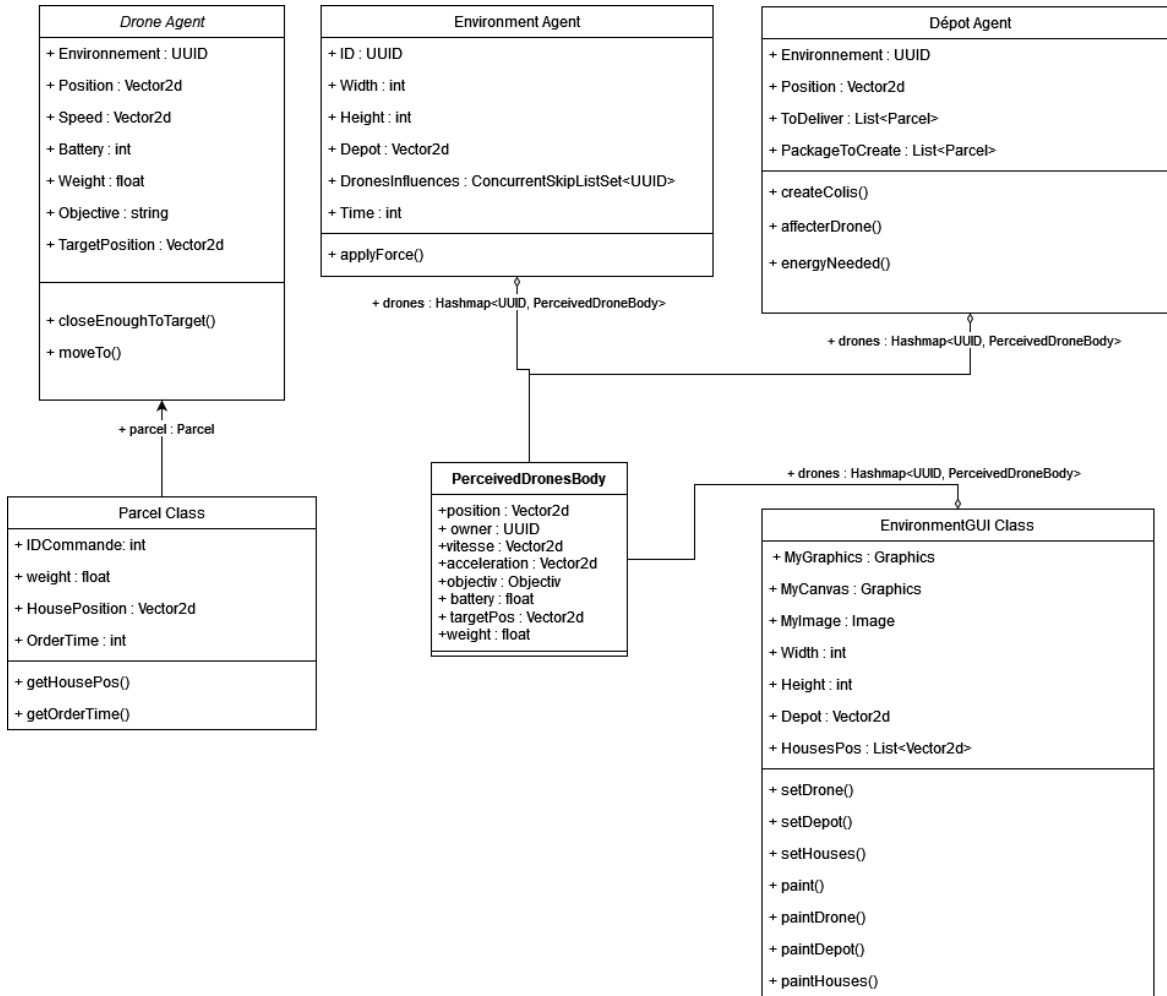 Drone Agent
+ Environnement : UUID
+ Position : Vector2d
+ Speed : Vector2d
+ Battery : int
+ Weight : float
+ Objective : string
+ TargetPosition : Vector2d
+ closeEnoughToTarget()
+ moveTo()
Environment Agent
+ ID : UUID
+ Width : int
+ Height : int
+ Depot : Vector2d
+ DronesInfluences : ConcurrentSkipListSet<UUID>
+ Time : int
+ applyForce()
Dépot Agent
+ Environnement : UUID
+ Position : Vector2d
+ ToDeliver : List<Parcel>
+ PackageToCreate : List<Parcel>
+ createColis()
+ affecterDrone()
+ energyNeeded()
+ drones : Hashmap<UUID, PerceivedDroneBody>
+ drones : Hashmap<UUID, PerceivedDroneBody>
+ parcel : Parcel
Parcel Class
+ IDCommande: int
+ weight : float
+ HousePosition : Vector2d
+ OrderTime : int
+ getHousePos()
+ getOrderTime()
PerceivedDronesBody
+position : Vector2d
+ owner : UUID
+vitesse : Vector2d
+acceleration : Vector2d
+objectiv : Objectiv
+ battery : float
+ targetPos : Vector2d
+weight : float
+ drones : Hashmap<UUID, PerceivedDroneBody>
EnvironmentGUI Class
+ MyGraphics : Graphics
+ MyCanvas : Graphics
+ MyImage : Image
+ Width : int
+ Height : int
+ Depot : Vector2d
+ HousesPos : List<Vector2d>
+ setDrone()
+ setDepot()
+ setHouses()
+ paint()
+ paintDrone()
+ paintDepot()
+ paintHouses()